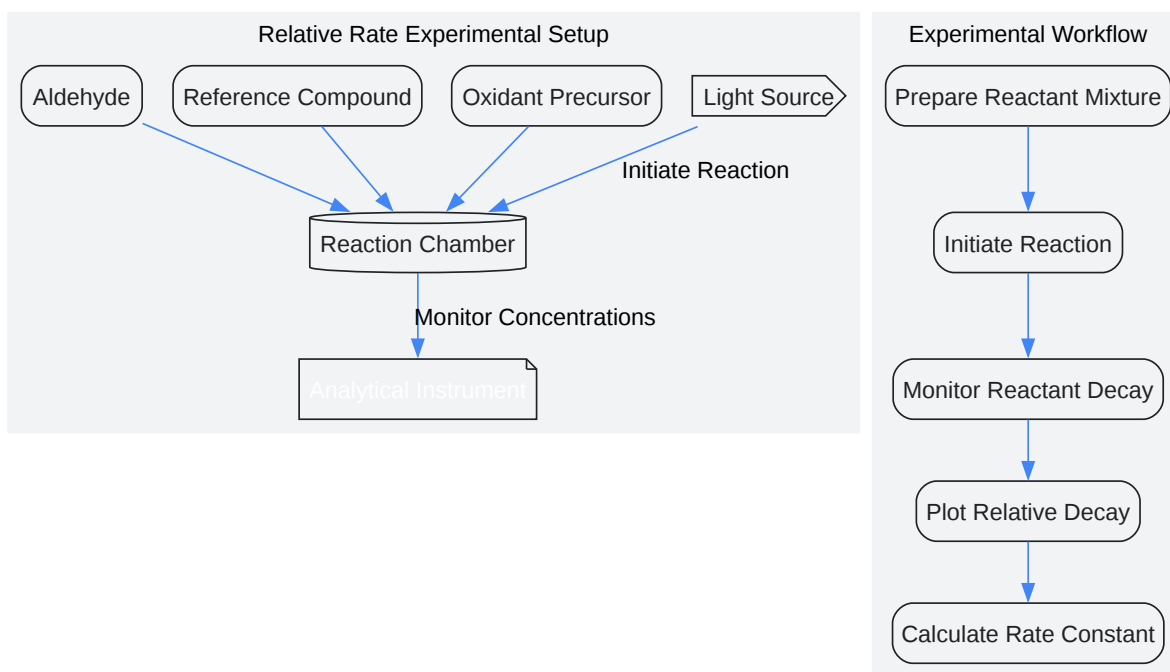 Relative Rate Experimental Setup
Aldehyde
Reference Compound
Oxidant Precursor
Light Source
Initiate Reaction
Reaction Chamber
Monitor Concentrations
Analytical Instrument
Experimental Workflow
Prepare Reactant Mixture
Initiate Reaction
Monitor Reactant Decay
Plot Relative Decay
Calculate Rate Constant